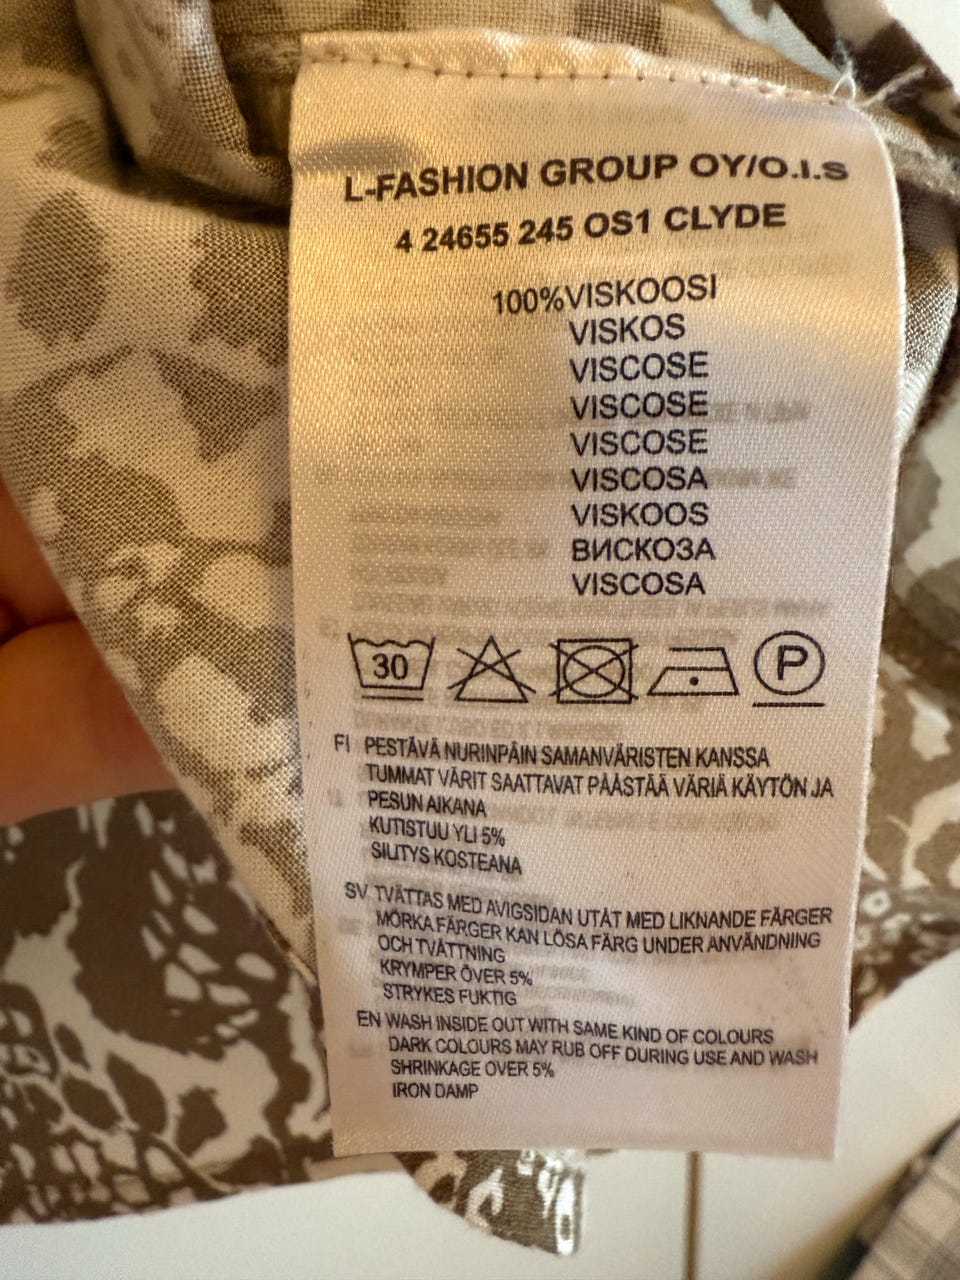 L-FASHION GROUP OY/O.I.S
4 24655 245 OS1 CLYDE
100%VISKOOSI
VISKOS
VISCOSE
VISCOSE
VISCOSE
VISCOSA
VISKOOS
ВИСКОЗА
VISCOSA
30 P
FI PESTÄVÄ NURINPÄIN SAMANVÄRISTEN KANSSA
TUMMAT VÄRIT SAATTAVAT PÄÄSTÄÄ VÄRIÄ KÄYTÖN JA
PESUN AIKANA
KUTISTUU YLI 5%
SILITYS KOSTEANA
SV TVÄTTAS MED AVIGSIDAN UTÅT MED LIKNANDE FÄRGER
MÖRKA FÄRGER KAN LÖSA FÄRG UNDER ANVÄNDNING
OCH TVÄTTNING
KRYMPER ÖVER 5%
STRYKES FUKTIG
EN WASH INSIDE OUT WITH SAME KIND OF COLOURS
DARK COLOURS MAY RUB OFF DURING USE AND WASH
SHRINKAGE OVER 5%
IRON DAMP